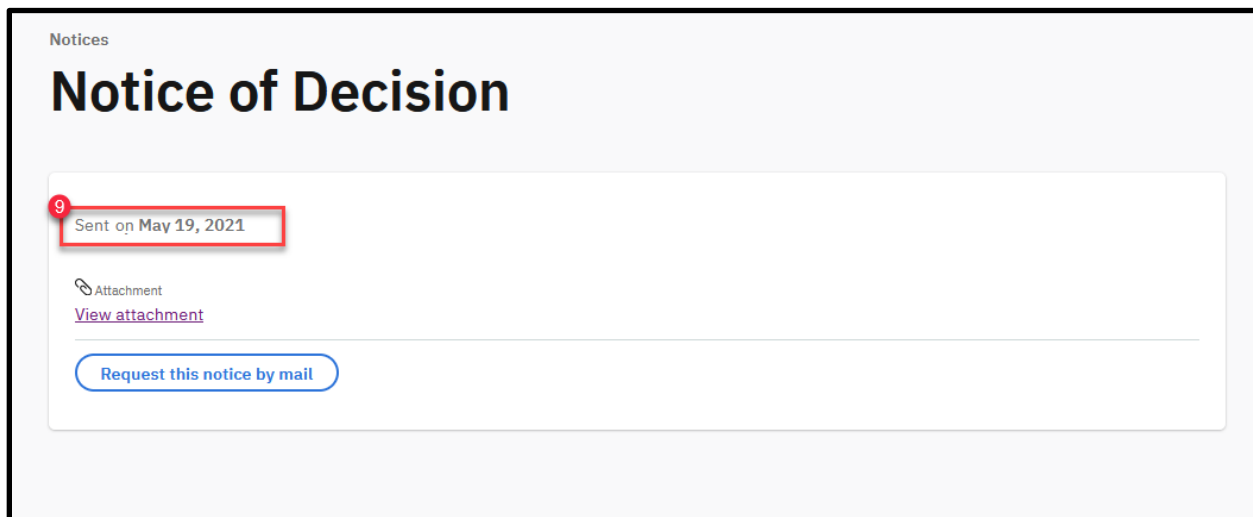 Notices
Notice of Decision
9
Sent on May 19, 2021
Attachment
View attachment
Request this notice by mail